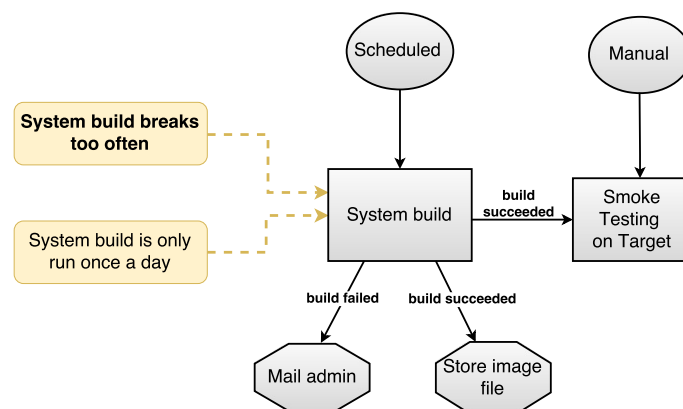 Scheduled
Manual
System build breaks
too often
System build
build
succeeded
Smoke
Testing
on Target
System build is only
run once a day
build failed
build succeeded
Mail admin
Store image
file